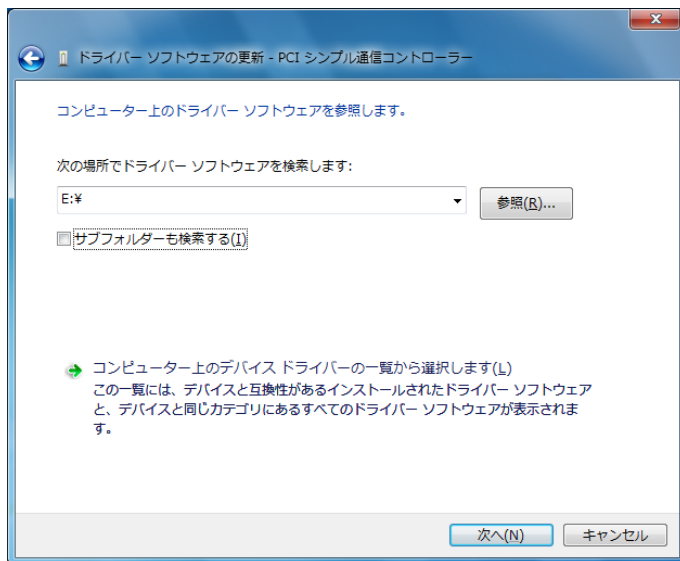 ドライバー ソフトウェアの更新 - PCI シンプル通信コントローラー
コンピューター上のドライバー ソフトウェアを参照します。
次の場所でドライバー ソフトウェアを検索します:
E:¥
参照(R)...
サブフォルダーも検索する(I)
コンピューター上のデバイス ドライバーの一覧から選択します(L)
この一覧には、デバイスと互換性があるインストールされたドライバー ソフトウェア
と、デバイスと同じカテゴリにあるすべてのドライバー ソフトウェアが表示されま
す。
次へ(N)
キャンセル